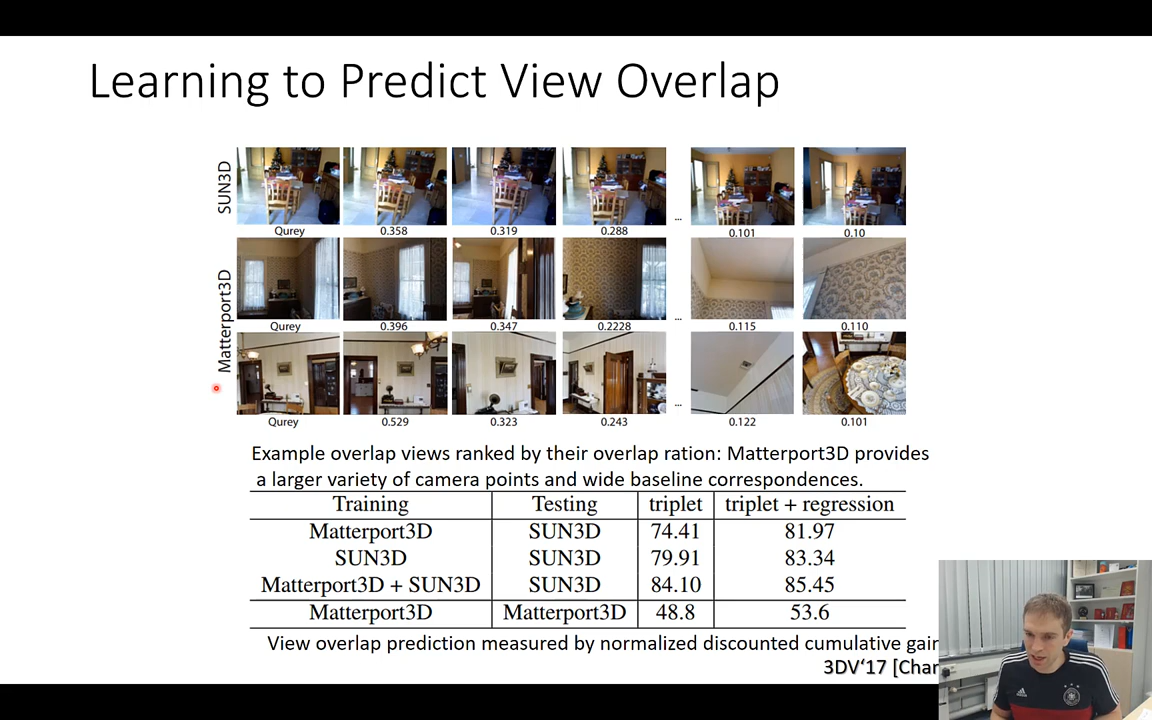 Learning to Predict View Overlap
SUN3D
Qurey 0.358 0.319 0.288 ... 0.101 0.10
Matterport3D
Qurey 0.396 0.347 0.2228 ... 0.115 0.110
Qurey 0.529 0.323 0.243 ... 0.122 0.101
Example overlap views ranked by their overlap ration: Matterport3D provides
a larger variety of camera points and wide baseline correspondences.
Training Testing triplet triplet + regression
Matterport3D SUN3D 74.41 81.97
SUN3D SUN3D 79.91 83.34
Matterport3D + SUN3D SUN3D 84.10 85.45
Matterport3D Matterport3D 48.8 53.6
View overlap prediction measured by normalized discounted cumulative
3DV‘17